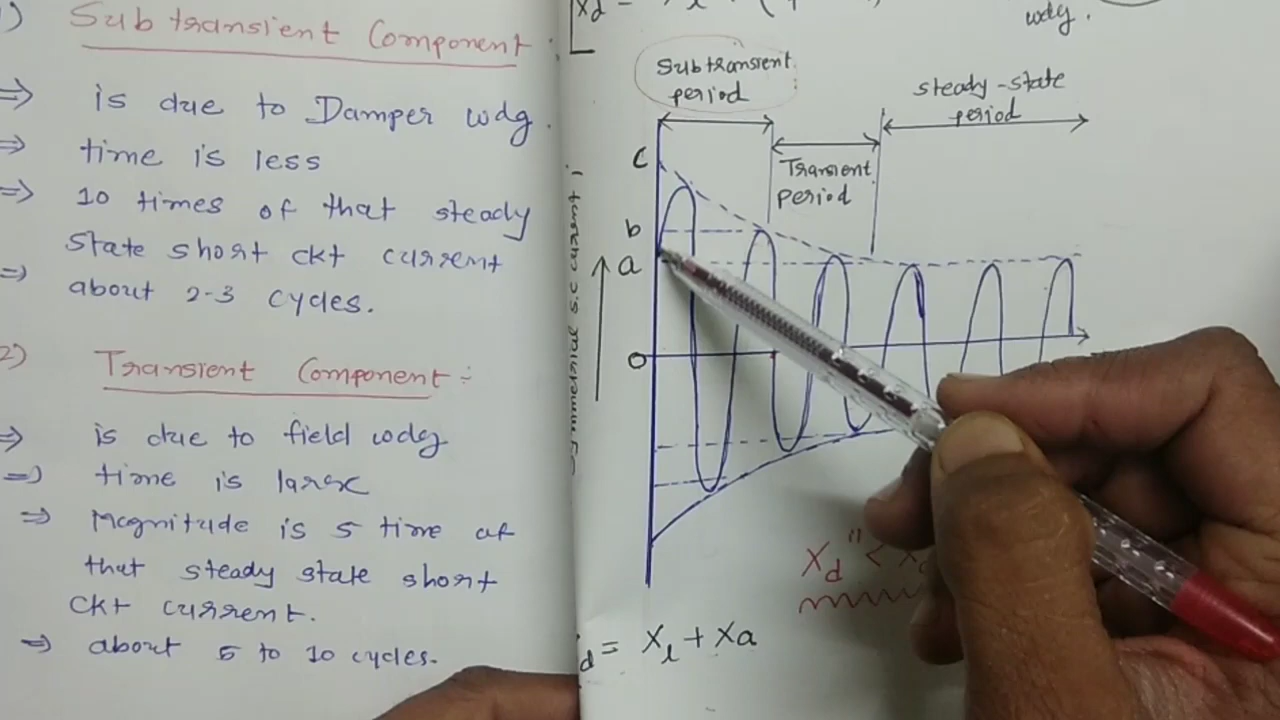 1) Subtransient Component :
⇒ is due to Damper wdg.
⇒ time is less
⇒ 10 times of that steady
state short ckt current
⇒ about 2-3 cycles.
2) Transient Component :-
⇒ is due to field wdg
⇒ time is large
⇒ Magnitude is 5 time of
that steady state short
ckt current.
⇒ about 5 to 10 cycles.
wdg.
Subtransient
period
steady-state
period
Transient
period
c
b
a
o
symmetrical s.c current i
Xd" <
d = Xl + Xa